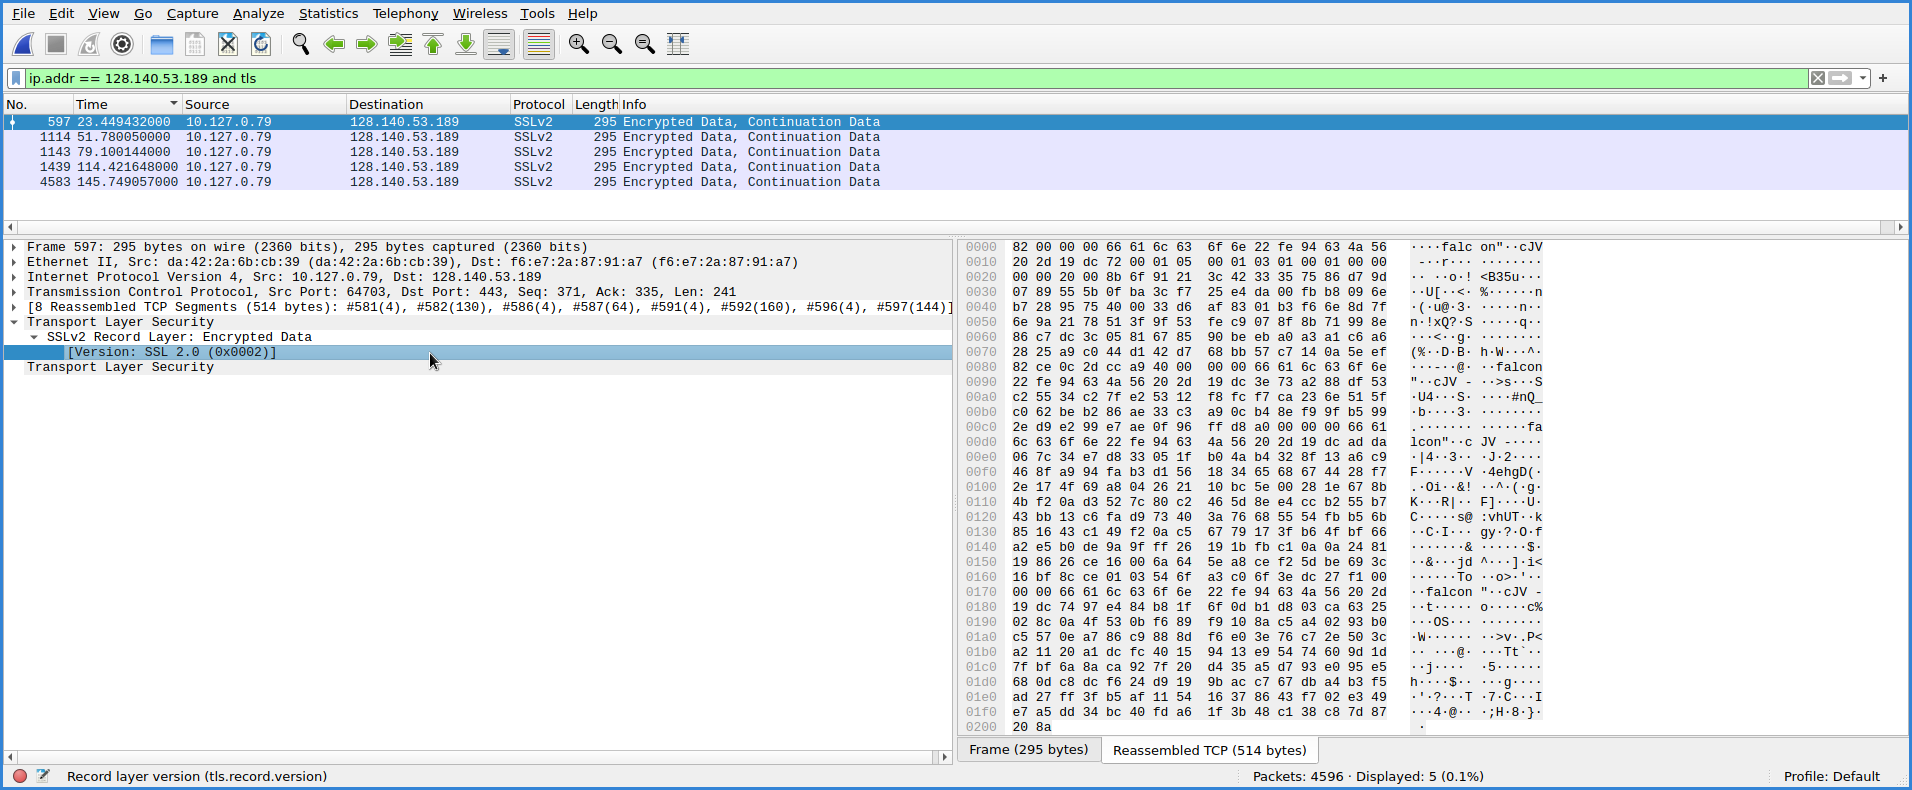 File Edit View Go Capture Analyze Statistics Telephony Wireless Tools Help
ip.addr == 128.140.53.189 and tls
No. Time Source Destination Protocol Length Info
597 23.449432000 10.127.0.79 128.140.53.189 SSLv2 295 Encrypted Data, Continuation Data
1114 51.780050000 10.127.0.79 128.140.53.189 SSLv2 295 Encrypted Data, Continuation Data
1143 79.100144000 10.127.0.79 128.140.53.189 SSLv2 295 Encrypted Data, Continuation Data
1439 114.421648000 10.127.0.79 128.140.53.189 SSLv2 295 Encrypted Data, Continuation Data
4583 145.749057000 10.127.0.79 128.140.53.189 SSLv2 295 Encrypted Data, Continuation Data
Frame 597: 295 bytes on wire (2360 bits), 295 bytes captured (2360 bits)
Ethernet II, Src: da:42:2a:6b:cb:39 (da:42:2a:6b:cb:39), Dst: f6:e7:2a:87:91:a7 (f6:e7:2a:87:91:a7)
Internet Protocol Version 4, Src: 10.127.0.79, Dst: 128.140.53.189
Transmission Control Protocol, Src Port: 64703, Dst Port: 443, Seq: 371, Ack: 335, Len: 241
[8 Reassembled TCP Segments (514 bytes): #581(4), #582(130), #586(4), #587(64), #591(4), #592(160), #596(4), #597(144)]
Transport Layer Security
SSLv2 Record Layer: Encrypted Data
[Version: SSL 2.0 (0x0002)]
Transport Layer Security
0000 82 00 00 00 66 61 6c 63 6f 6e 22 fe 94 63 4a 56 ····falc on"··cJV
0010 20 2d 19 dc 72 00 01 05 00 01 03 01 00 01 00 00 -··r··· ········
0020 00 00 20 00 8b 6f 91 21 3c 42 33 35 75 86 d7 9d ·· ··o·! <B35u···
0030 07 89 55 5b 0f ba 3c f7 25 e4 da 00 fb b8 09 6e ··U[··<· %······n
0040 b7 28 95 75 40 00 33 d6 af 83 01 b3 f6 6e 8d 7f ·(·u@·3· ·····n··
0050 6e 9a 21 78 51 3f 9f 53 fe c9 07 8f 8b 71 99 8e n·!xQ?·S ·····q··
0060 86 c7 dc 3c 05 81 67 85 90 be eb a0 a3 a1 c6 a6 ···<··g· ········
0070 28 25 a9 c0 44 d1 42 d7 68 bb 57 c7 14 0a 5e ef (%··D·B· h·W···^·
0080 82 ce 0c 2d cc a9 40 00 00 00 66 61 6c 63 6f 6e ···-··@· ··falcon
0090 22 fe 94 63 4a 56 20 2d 19 dc 3e 73 a2 88 df 53 "··cJV - ··>s···S
00a0 c2 55 34 c2 7f e2 53 12 f8 fc f7 ca 23 6e 51 5f ·U4···S· ····#nQ_
00b0 c0 62 be b2 86 ae 33 c3 a9 0c b4 8e f9 9f b5 99 ·b····3· ········
00c0 2e d9 e2 99 e7 ae 0f 96 ff d8 a0 00 00 00 66 61 .······· ······fa
00d0 6c 63 6f 6e 22 fe 94 63 4a 56 20 2d 19 dc ad da lcon"··c JV -····
00e0 06 7c 34 e7 d8 33 05 1f b0 4a b4 32 8f 13 a6 c9 ·|4··3·· ·J·2····
00f0 46 8f a9 94 fa b3 d1 56 18 34 65 68 67 44 28 f7 F······V ·4ehgD(·
0100 2e 17 4f 69 a8 04 26 21 10 bc 5e 00 28 1e 67 8b .·Oi··&! ··^·(·g·
0110 4b f2 0a d3 52 7c 80 c2 46 5d 8e e4 cc b2 55 b7 K···R|·· F]····U·
0120 43 bb 13 c6 fa d9 73 40 3a 76 68 55 54 fb b5 6b C·····s@ :vhUT··k
0130 85 16 43 c1 49 f2 0a c5 67 79 17 3f b6 4f bf 66 ··C·I··· gy·?·O·f
0140 a2 e5 b0 de 9a 9f ff 26 19 1b fb c1 0a 0a 24 81 ·······& ······$·
0150 19 86 26 ce 16 00 6a 64 5e a8 ce f2 5d be 69 3c ··&···jd ^···]·i<
0160 16 bf 8c ce 01 03 54 6f a3 c0 6f 3e dc 27 f1 00 ······To ··o>·'··
0170 00 00 66 61 6c 63 6f 6e 22 fe 94 63 4a 56 20 2d ··falcon "··cJV -
0180 19 dc 74 97 e4 84 b8 1f 6f 0d b1 d8 03 ca 63 25 ··t····· o·····c%
0190 02 8c 0a 4f 53 0b f6 89 f9 10 8a c5 a4 02 93 b0 ···OS··· ········
01a0 c5 57 0e a7 86 c9 88 8d f6 e0 3e 76 c7 2e 50 3c ·W······ ··>v·.P<
01b0 a2 11 20 a1 dc fc 40 15 94 13 e9 54 74 60 9d 1d ·· ···@· ···Tt`··
01c0 7f bf 6a 8a ca 92 7f 20 d4 35 a5 d7 93 e0 95 e5 ··j···· ·5······
01d0 68 0d c8 dc f6 24 d9 19 9b ac c7 67 db a4 b3 f5 h····$·· ···g····
01e0 ad 27 ff 3f b5 af 11 54 16 37 86 43 f7 02 e3 49 ·'·?···T ·7·C···I
01f0 e7 a5 dd 34 bc 40 fd a6 1f 3b 48 c1 38 c8 7d 87 ···4·@·· ·;H·8·}·
0200 20 8a ·
Frame (295 bytes) Reassembled TCP (514 bytes)
Record layer version (tls.record.version) Packets: 4596 · Displayed: 5 (0.1%) Profile: Default